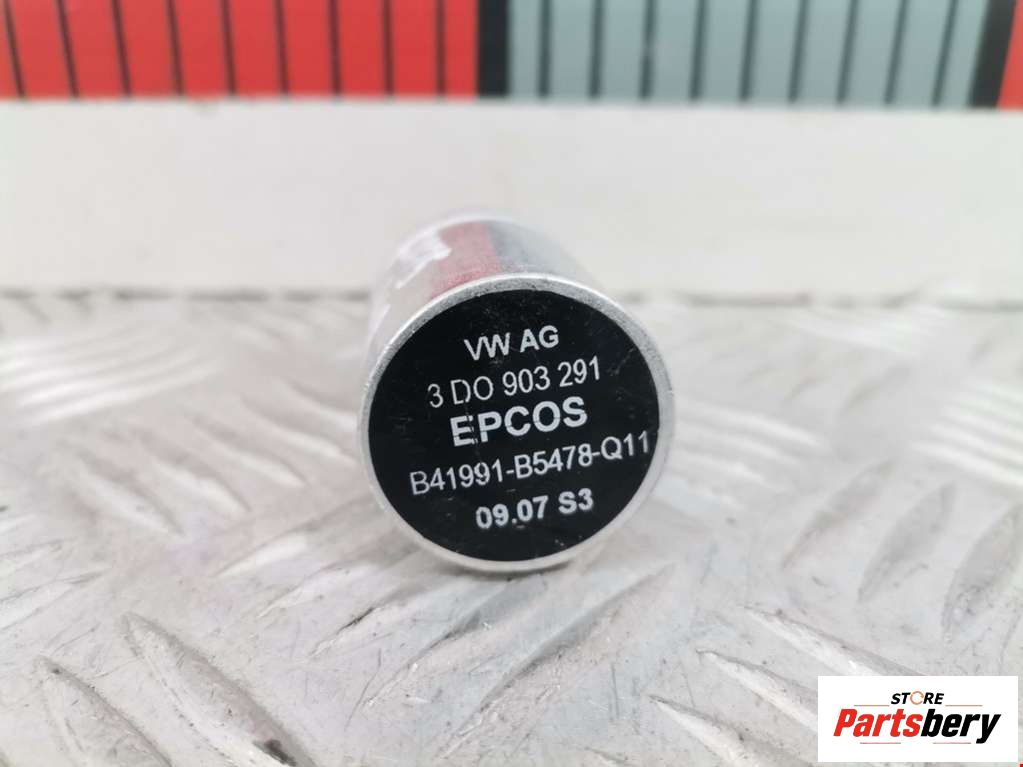 VW AG
3 DO 903 291
EPCOS
B41991-B5478-Q11
09.07 S3
STORE
Partsbery